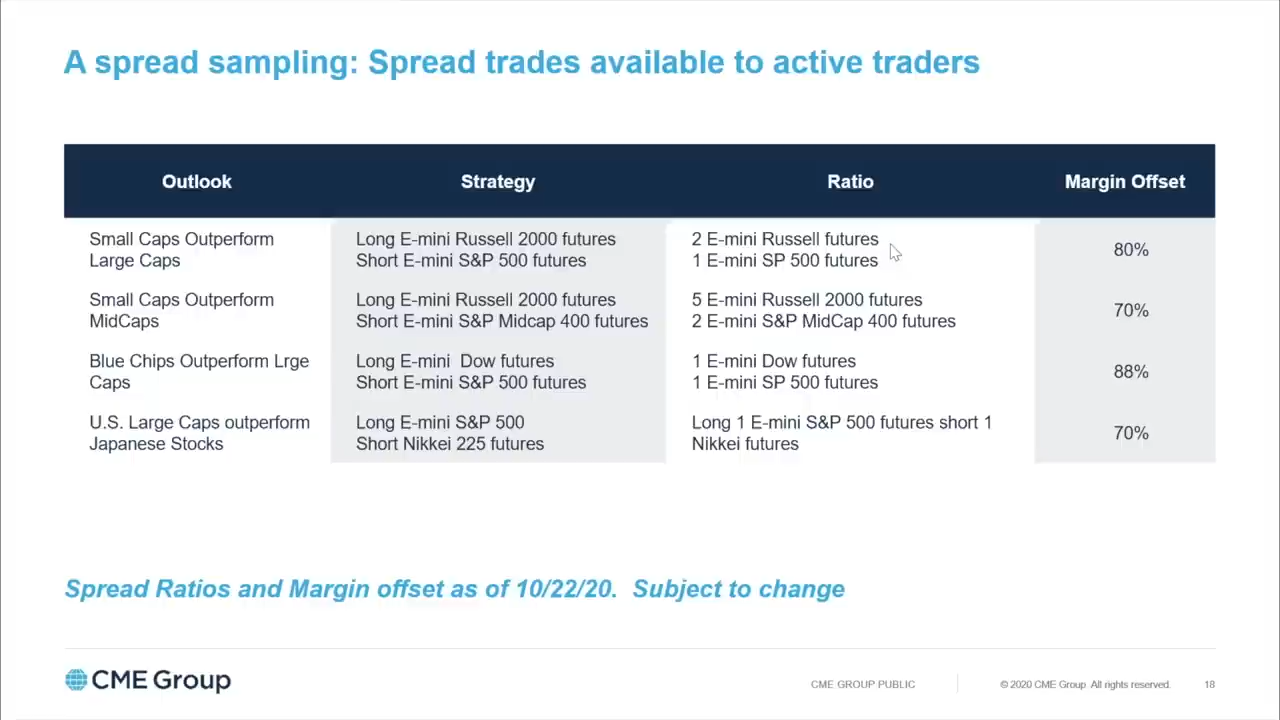 A spread sampling: Spread trades available to active traders
Outlook
Strategy
Ratio
Margin Offset
Small Caps Outperform
Large Caps
Long E-mini Russell 2000 futures
Short E-mini S&P 500 futures
2 E-mini Russell futures
1 E-mini SP 500 futures
80%
Small Caps Outperform
MidCaps
Long E-mini Russell 2000 futures
Short E-mini S&P Midcap 400 futures
5 E-mini Russell 2000 futures
2 E-mini S&P MidCap 400 futures
70%
Blue Chips Outperform Lrge
Caps
Long E-mini  Dow futures
Short E-mini S&P 500 futures
1 E-mini Dow futures
1 E-mini SP 500 futures
88%
U.S. Large Caps outperform
Japanese Stocks
Long E-mini S&P 500
Short Nikkei 225 futures
Long 1 E-mini S&P 500 futures short 1
Nikkei futures
70%
Spread Ratios and Margin offset as of 10/22/20.  Subject to change
CME Group
CME GROUP PUBLIC
© 2020 CME Group  All rights reserved.
18